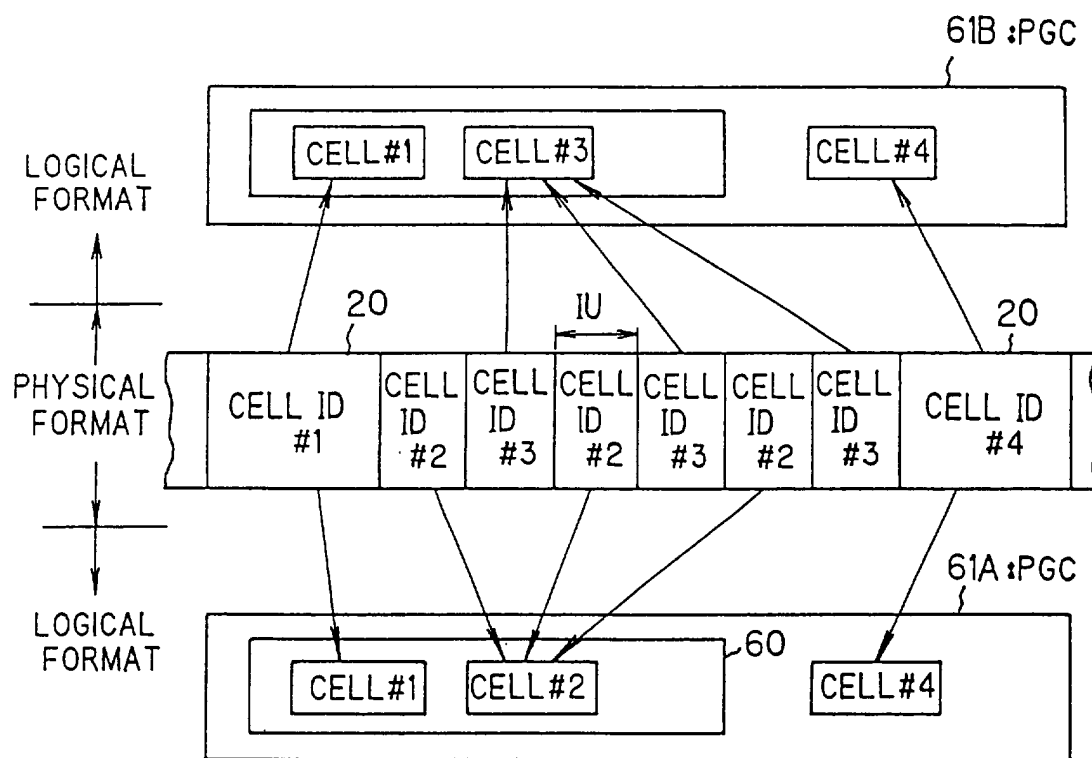 61B :PGC
CELL#1
CELL#3
CELL#4
LOGICAL
FORMAT
20
IU
20
PHYSICAL
FORMAT
CELL ID
#1
CELL
ID
#2
CELL
ID
#3
CELL
ID
#2
CELL
ID
#3
CELL
ID
#2
CELL
ID
#3
CELL ID
#4
61A :PGC
LOGICAL
FORMAT
60
CELL#1
CELL#2
CELL#4